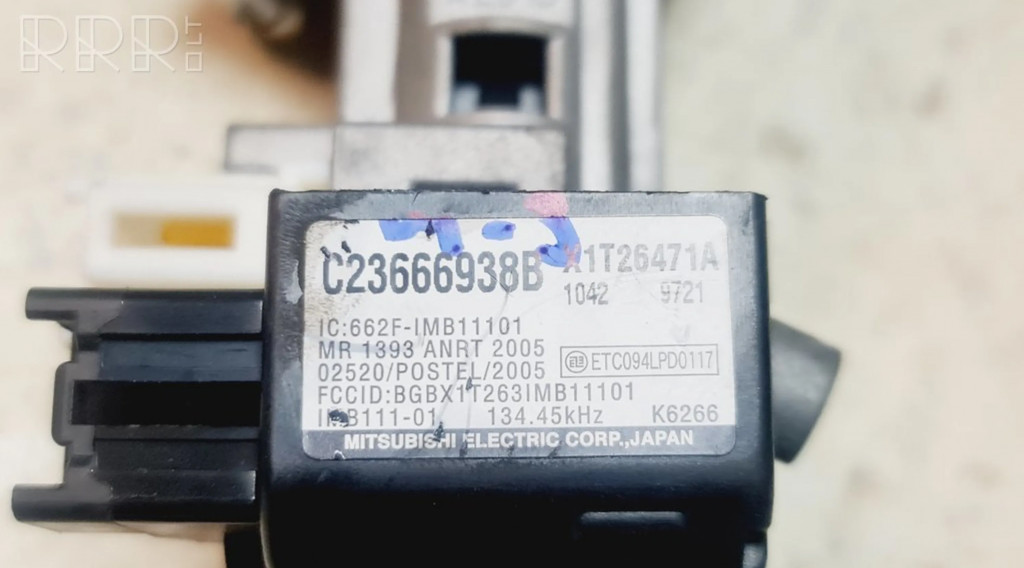 RRR.LT
C23666938B X1T26471A
1042 9721
IC:662F-IMB11101
MR 1393 ANRT 2005
02520/POSTEL/2005 ETC094LPD0117
FCCID:BGBX1T263IMB11101
IMB111-01 134.45kHz K6266
MITSUBISHI ELECTRIC CORP.,JAPAN